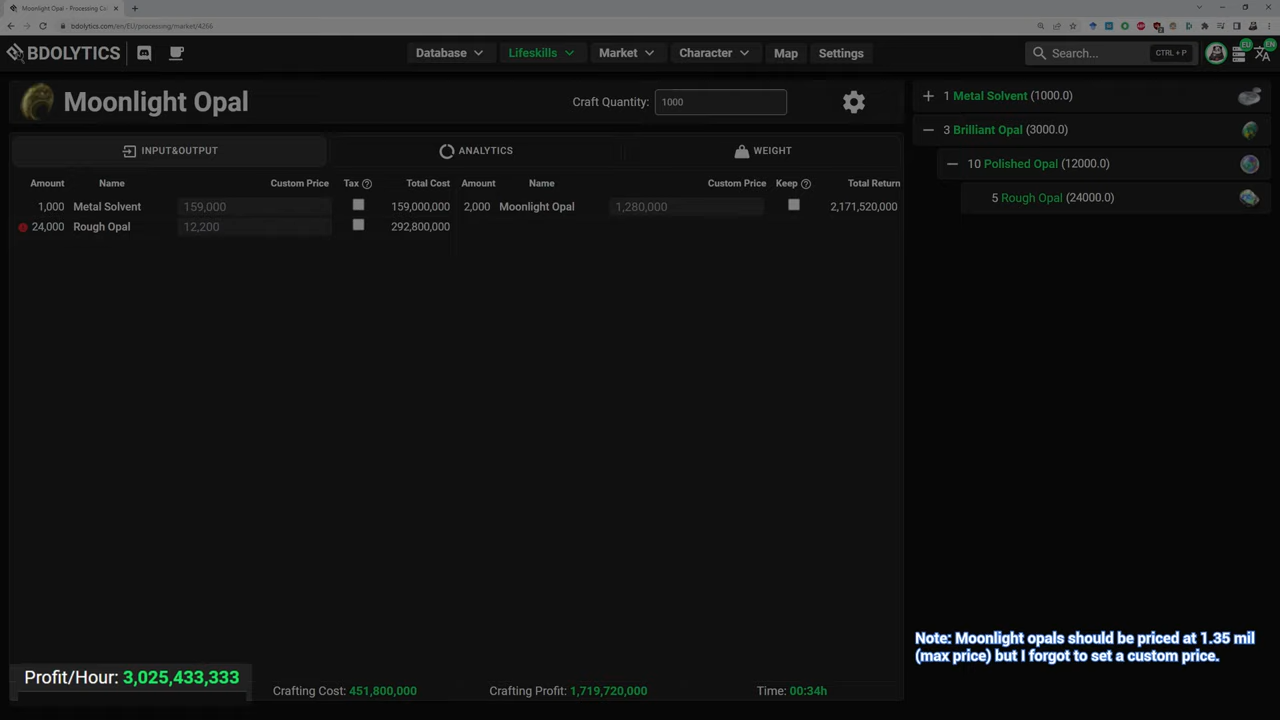 Moonlight Opal - Processing Ca
bdolytics.com/en/EU/processing/market/4266
BDOLYTICS
Database
Lifeskills
Market
Character
Map
Settings
Search...
CTRL + P
EU
EN
Moonlight Opal
Craft Quantity:
1000
INPUT&OUTPUT
ANALYTICS
WEIGHT
Amount Name Custom Price Tax Total Cost
1,000 Metal Solvent 159,000 159,000,000
24,000 Rough Opal 12,200 292,800,000
Amount Name Custom Price Keep Total Return
2,000 Moonlight Opal 1,280,000 2,171,520,000
1 Metal Solvent (1000.0)
3 Brilliant Opal (3000.0)
10 Polished Opal (12000.0)
5 Rough Opal (24000.0)
Note: Moonlight opals should be priced at 1.35 mil
(max price) but I forgot to set a custom price.
Profit/Hour: 3,025,433,333
Crafting Cost: 451,800,000
Crafting Profit: 1,719,720,000
Time: 00:34h